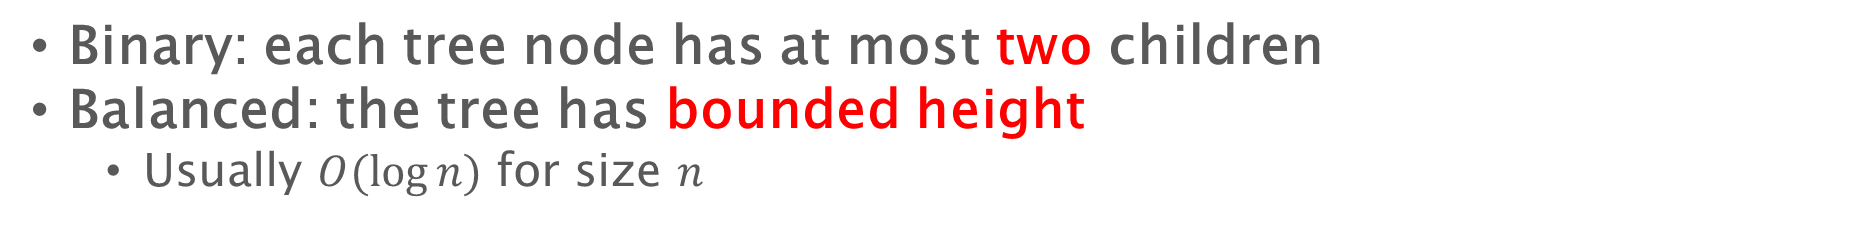 • Binary: each tree node has at most two children
• Balanced: the tree has bounded height
• Usually O(log n) for size n